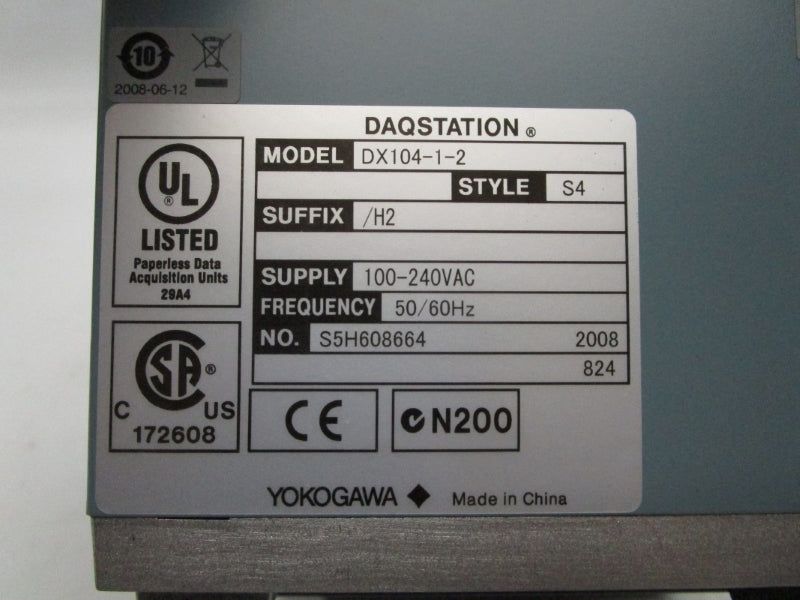 10
2008-06-12
DAQSTATION ®
MODEL DX104-1-2
STYLE S4
SUFFIX /H2
SUPPLY 100-240VAC
FREQUENCY 50/60Hz
NO. S5H608664 2008
824
UL ®
LISTED
Paperless Data
Acquisition Units
29A4
CSA ®
C US
172608
CE
N200
YOKOGAWA ◆ Made in China